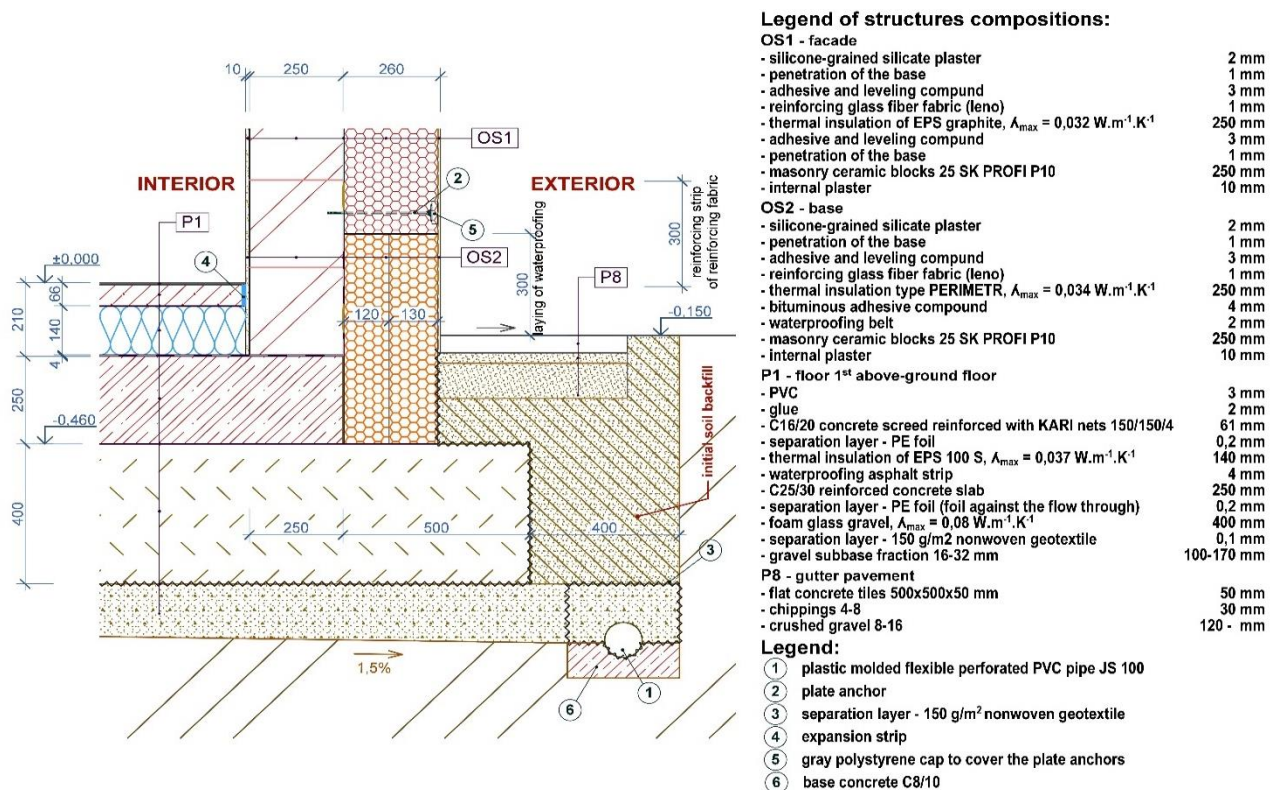 10 250 260
OS1
INTERIOR
EXTERIOR
2
5
P1
4
±0.000
OS2
P8
reinforcing strip
of reinforcing fabric
300
laying of waterproofing
300
-0.150
66
210
140
4
120 130
250
-0.460
initial soil backfill
400
250 500 400
3
1,5%
1
6
Legend of structures compositions:
OS1 - facade
- silicone-grained silicate plaster 2 mm
- penetration of the base 1 mm
- adhesive and leveling compund 3 mm
- reinforcing glass fiber fabric (leno) 1 mm
- thermal insulation of EPS graphite, ʎmax = 0,032 W.m⁻¹.K⁻¹ 250 mm
- adhesive and leveling compund 3 mm
- penetration of the base 1 mm
- masonry ceramic blocks 25 SK PROFI P10 250 mm
- internal plaster 10 mm
OS2 - base
- silicone-grained silicate plaster 2 mm
- penetration of the base 1 mm
- adhesive and leveling compund 3 mm
- reinforcing glass fiber fabric (leno) 1 mm
- thermal insulation type PERIMETR, ʎmax = 0,034 W.m⁻¹.K⁻¹ 250 mm
- bituminous adhesive compound 4 mm
- waterproofing belt 2 mm
- masonry ceramic blocks 25 SK PROFI P10 250 mm
- internal plaster 10 mm
P1 - floor 1st above-ground floor
- PVC 3 mm
- glue 2 mm
- C16/20 concrete screed reinforced with KARI nets 150/150/4 61 mm
- separation layer - PE foil 0,2 mm
- thermal insulation of EPS 100 S, ʎmax = 0,037 W.m⁻¹.K⁻¹ 140 mm
- waterproofing asphalt strip 4 mm
- C25/30 reinforced concrete slab 250 mm
- separation layer - PE foil (foil against the flow through) 0,2 mm
- foam glass gravel, ʎmax = 0,08 W.m⁻¹.K⁻¹ 400 mm
- separation layer - 150 g/m2 nonwoven geotextile 0,1 mm
- gravel subbase fraction 16-32 mm 100-170 mm
P8 - gutter pavement
- flat concrete tiles 500x500x50 mm 50 mm
- chippings 4-8 30 mm
- crushed gravel 8-16 120 - mm
Legend:
1 plastic molded flexible perforated PVC pipe JS 100
2 plate anchor
3 separation layer - 150 g/m² nonwoven geotextile
4 expansion strip
5 gray polystyrene cap to cover the plate anchors
6 base concrete C8/10